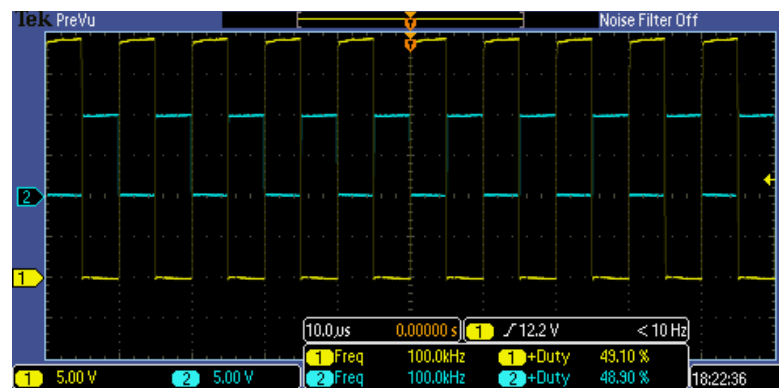 Tek PreVu Noise Filter Off
2
1
10.0µs 0.00000 s 1 12.2 V < 10 Hz
1 Freq 100.0kHz 1 +Duty 49.10 %
2 Freq 100.0kHz 2 +Duty 48.90 %
1 5.00 V 2 5.00 V 18:22:36